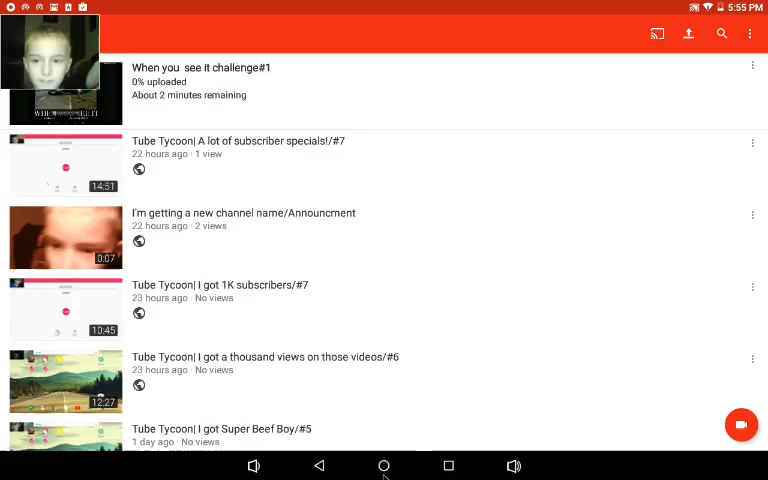 5:55 PM
When you see it challenge#1
0% uploaded
About 2 minutes remaining
Tube Tycoon| A lot of subscriber specials!/#7
22 hours ago · 1 view
14:51
I'm getting a new channel name/Announcment
22 hours ago · 2 views
0:07
Tube Tycoon| I got 1K subscribers/#7
23 hours ago · No views
10:45
Tube Tycoon| I got a thousand views on those videos/#6
23 hours ago · No views
12:27
Tube Tycoon| I got Super Beef Boy/#5
1 day ago · No views